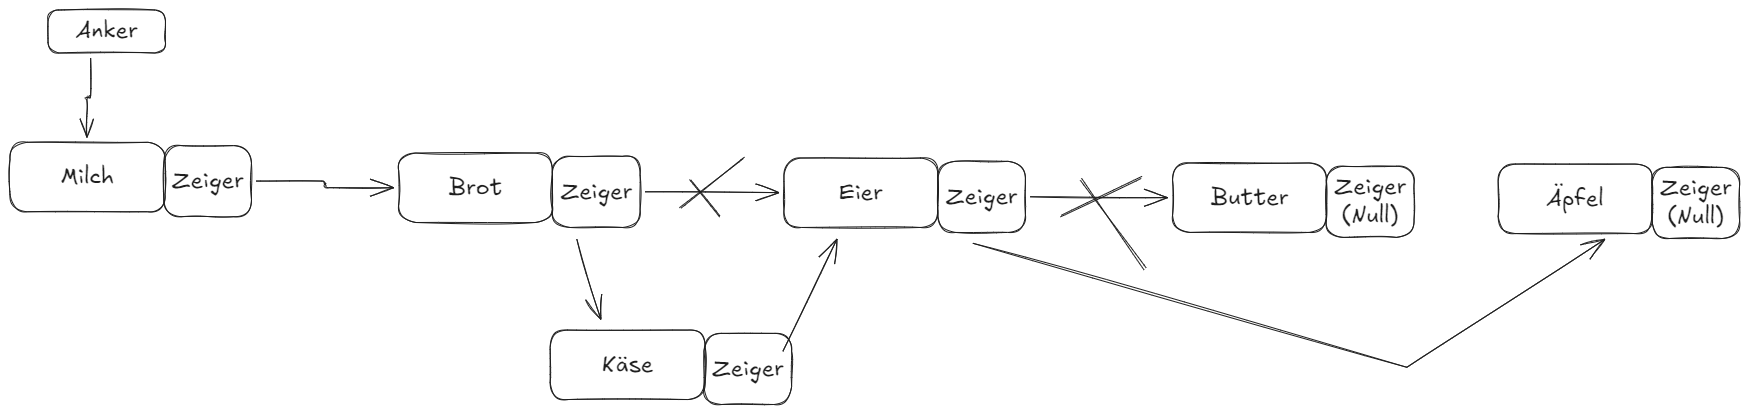 Anker
Milch
Zeiger
Brot
Zeiger
Eier
Zeiger
Butter
Zeiger
(Null)
Äpfel
Zeiger
(Null)
Käse
Zeiger